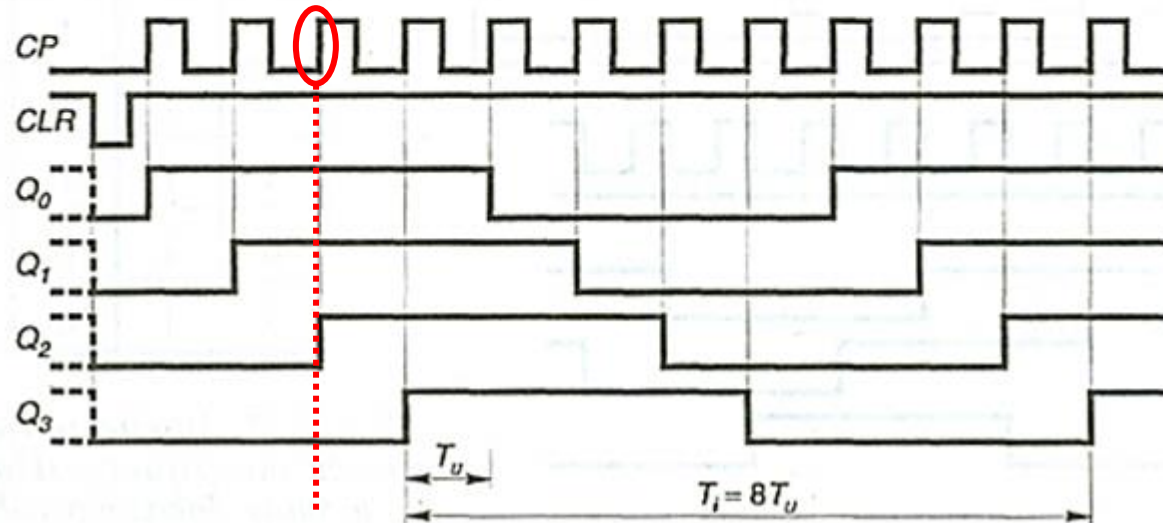 CP
CLR
Q₀
Q₁
Q₂
Q₃
Tᵤ
Tᵢ = 8Tᵤ